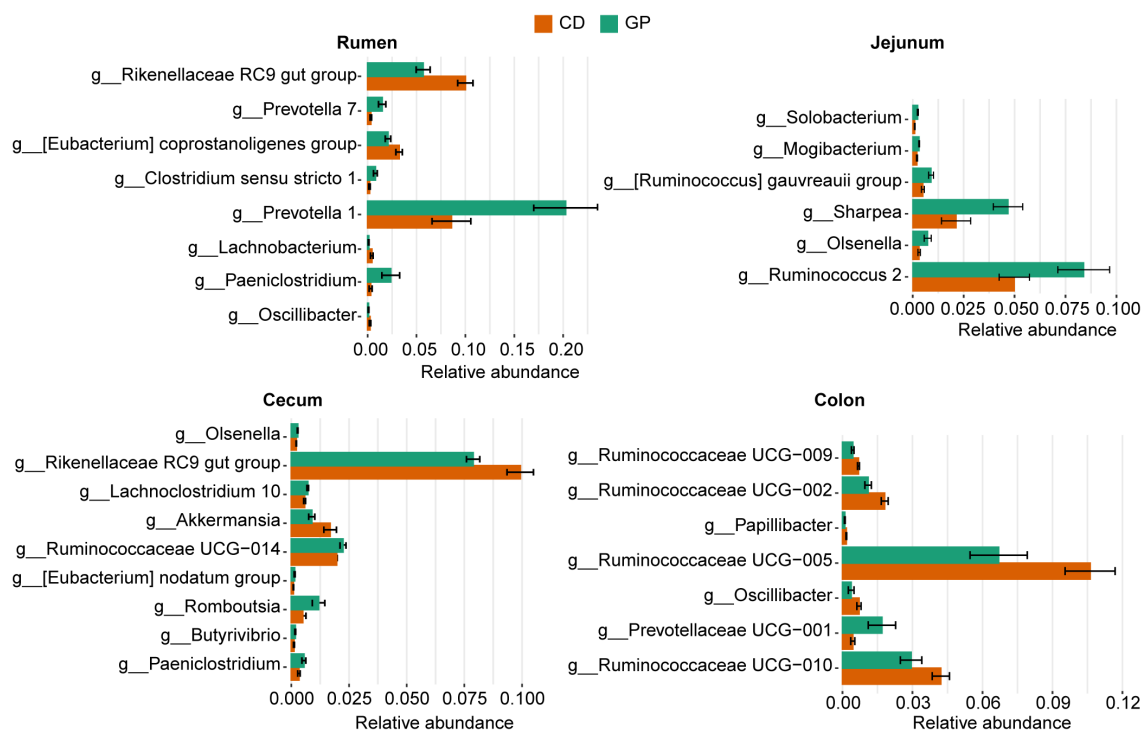 CD GP
Rumen
g__Rikenellaceae RC9 gut group
g__Prevotella 7
g__[Eubacterium] coprostanoligenes group
g__Clostridium sensu stricto 1
g__Prevotella 1
g__Lachnobacterium
g__Paeniclostridium
g__Oscillibacter
0.00 0.05 0.10 0.15 0.20
Relative abundance
Jejunum
g__Solobacterium
g__Mogibacterium
g__[Ruminococcus] gauvreauii group
g__Sharpea
g__Olsenella
g__Ruminococcus 2
0.000 0.025 0.050 0.075 0.100
Relative abundance
Cecum
g__Olsenella
g__Rikenellaceae RC9 gut group
g__Lachnoclostridium 10
g__Akkermansia
g__Ruminococcaceae UCG−014
g__[Eubacterium] nodatum group
g__Romboutsia
g__Butyrivibrio
g__Paeniclostridium
0.000 0.025 0.050 0.075 0.100
Relative abundance
Colon
g__Ruminococcaceae UCG−009
g__Ruminococcaceae UCG−002
g__Papillibacter
g__Ruminococcaceae UCG−005
g__Oscillibacter
g__Prevotellaceae UCG−001
g__Ruminococcaceae UCG−010
0.00 0.03 0.06 0.09 0.12
Relative abundance